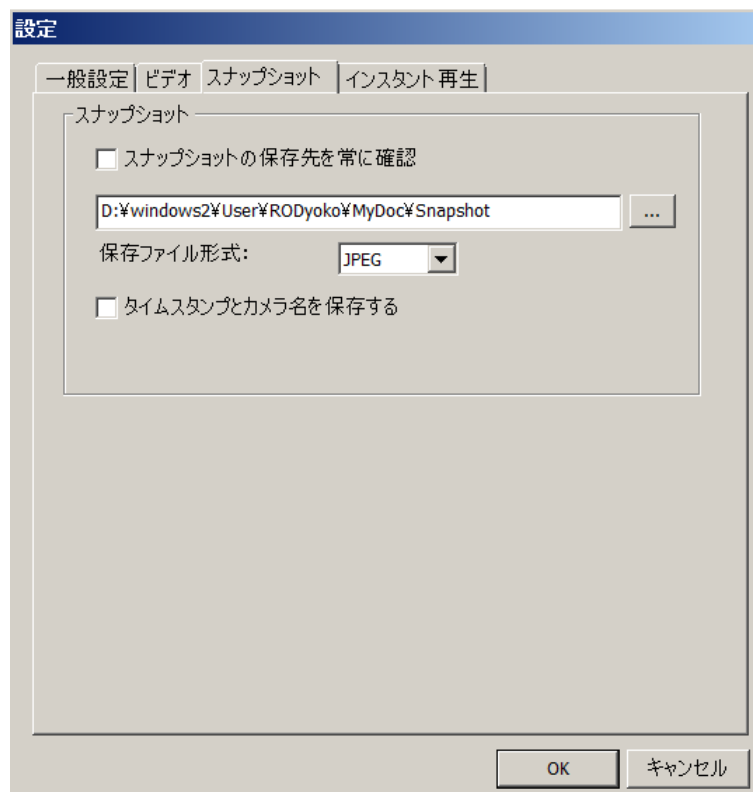 設定
一般設定 ビデオ スナップショット インスタント再生
スナップショット
スナップショットの保存先を常に確認
D:¥windows2¥User¥RODyoko¥MyDoc¥Snapshot ...
保存ファイル形式: JPEG
タイムスタンプとカメラ名を保存する
OK キャンセル